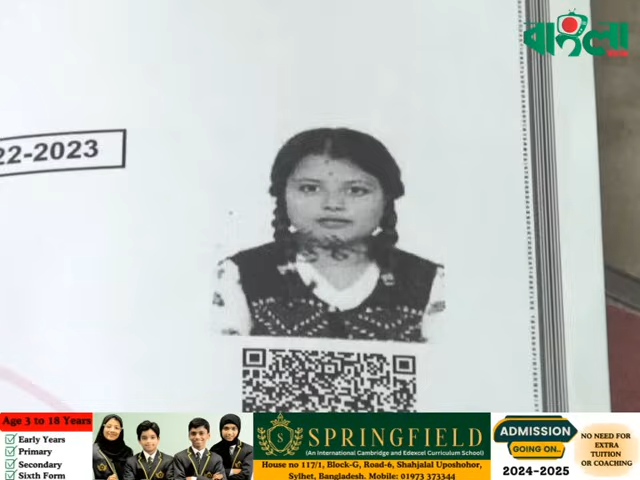 বাংলা
22-2023
Age 3 to 18 Years
Early Years
Primary
Secondary
Sixth Form
S
SPRINGFIELD
(An International Cambridge and Edexcel Curriculum School)
House no 117/1, Block-G, Road-6, Shahjalal Uposhohor,
Sylhet, Bangladesh. Mobile: 01973 373344
ADMISSION
GOING ON..
2024-2025
NO NEED FOR
EXTRA
TUITION
OR COACHING